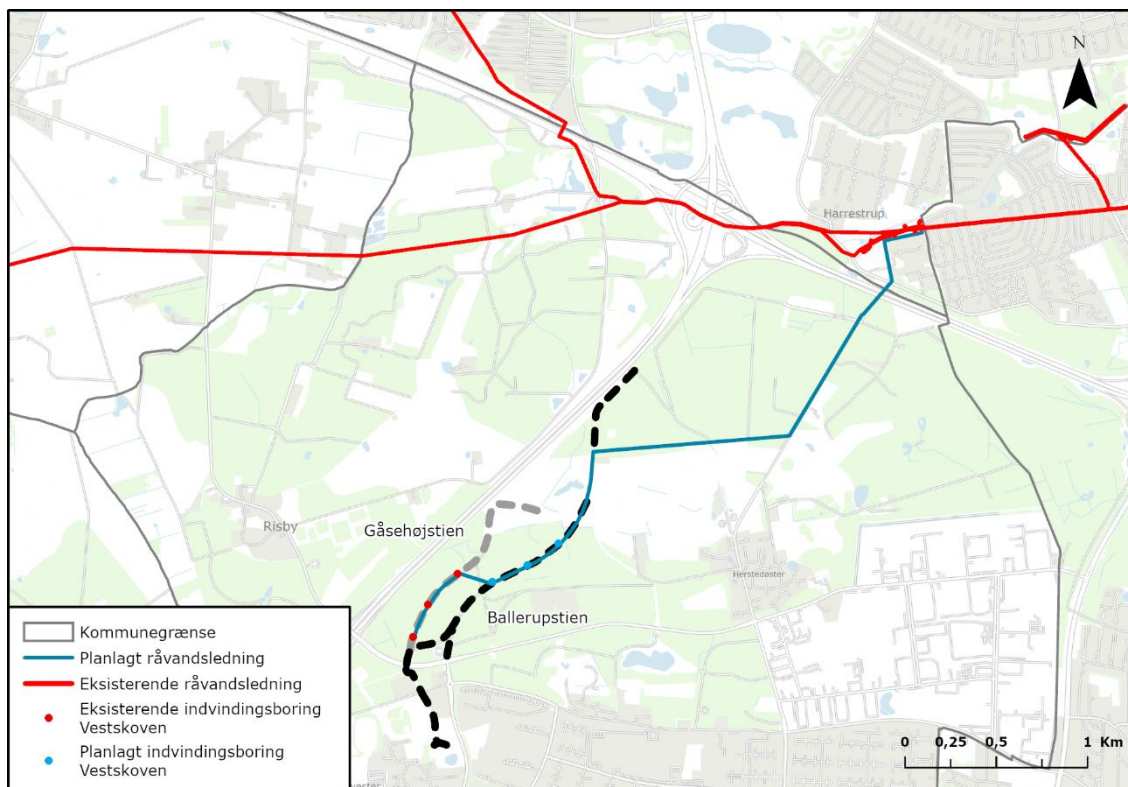 N
Harrestrup
Risby
Gåsehøjstien
Herstedøster
Ballerupstien
Kommunegrænse
Planlagt råvandsledning
Eksisterende råvandsledning
Eksisterende indvindingsboring
Vestskoven
Planlagt indvindingsboring
Vestskoven
0 0,25 0,5 1 Km